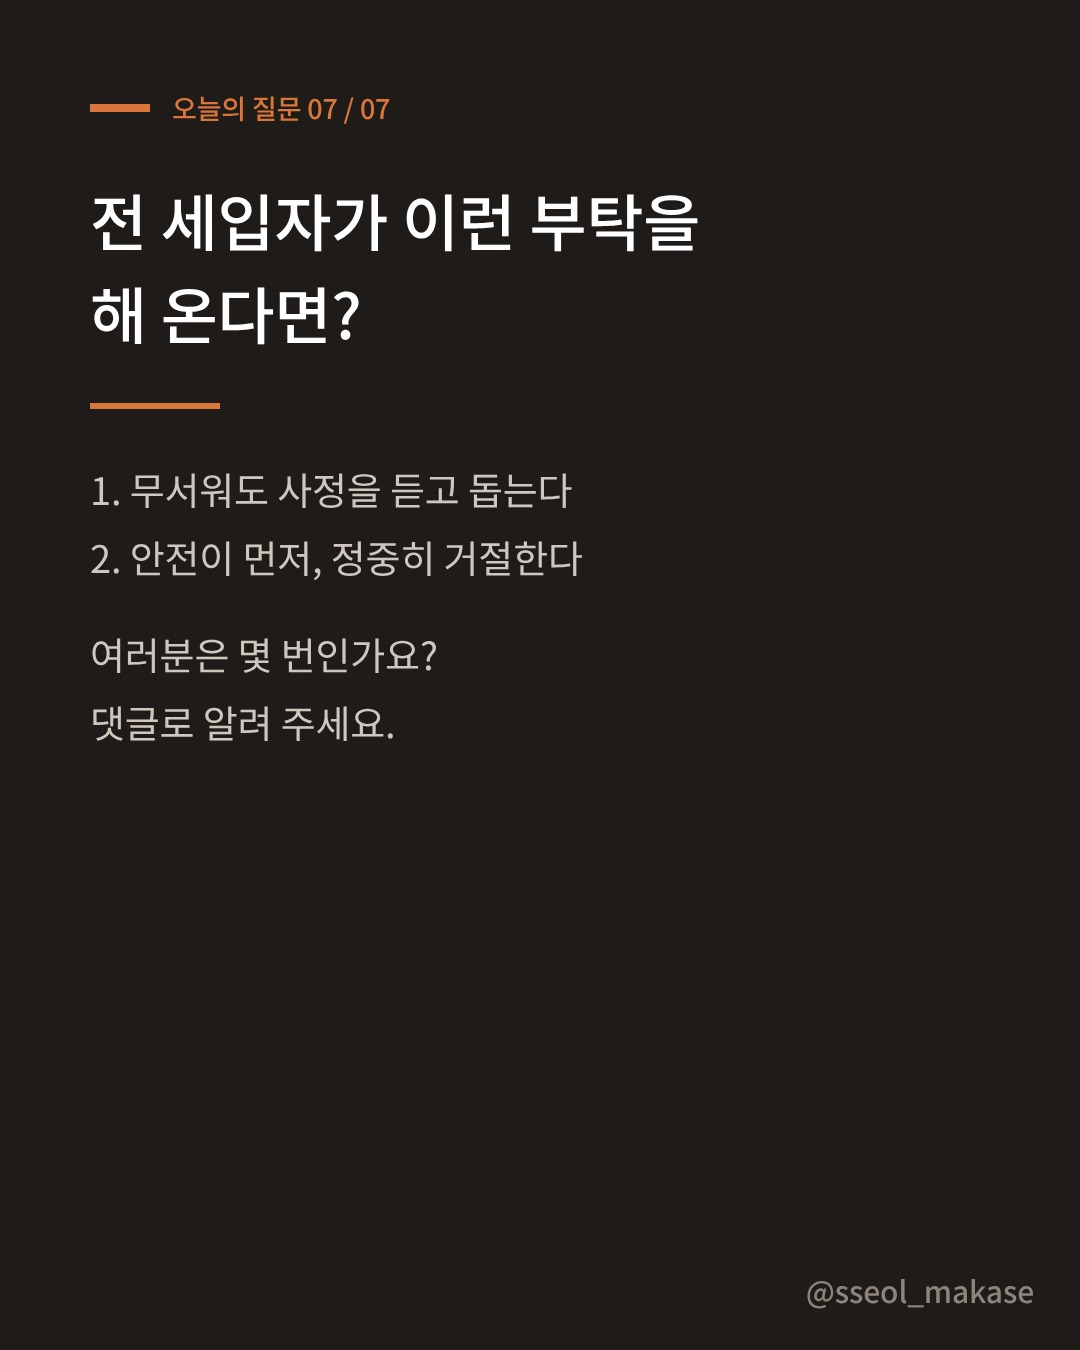 오늘의 질문 07 / 07
전 세입자가 이런 부탁을
해 온다면?
1. 무서워도 사정을 듣고 돕는다
2. 안전이 먼저, 정중히 거절한다
여러분은 몇 번인가요?
댓글로 알려 주세요.
@sseol_makase